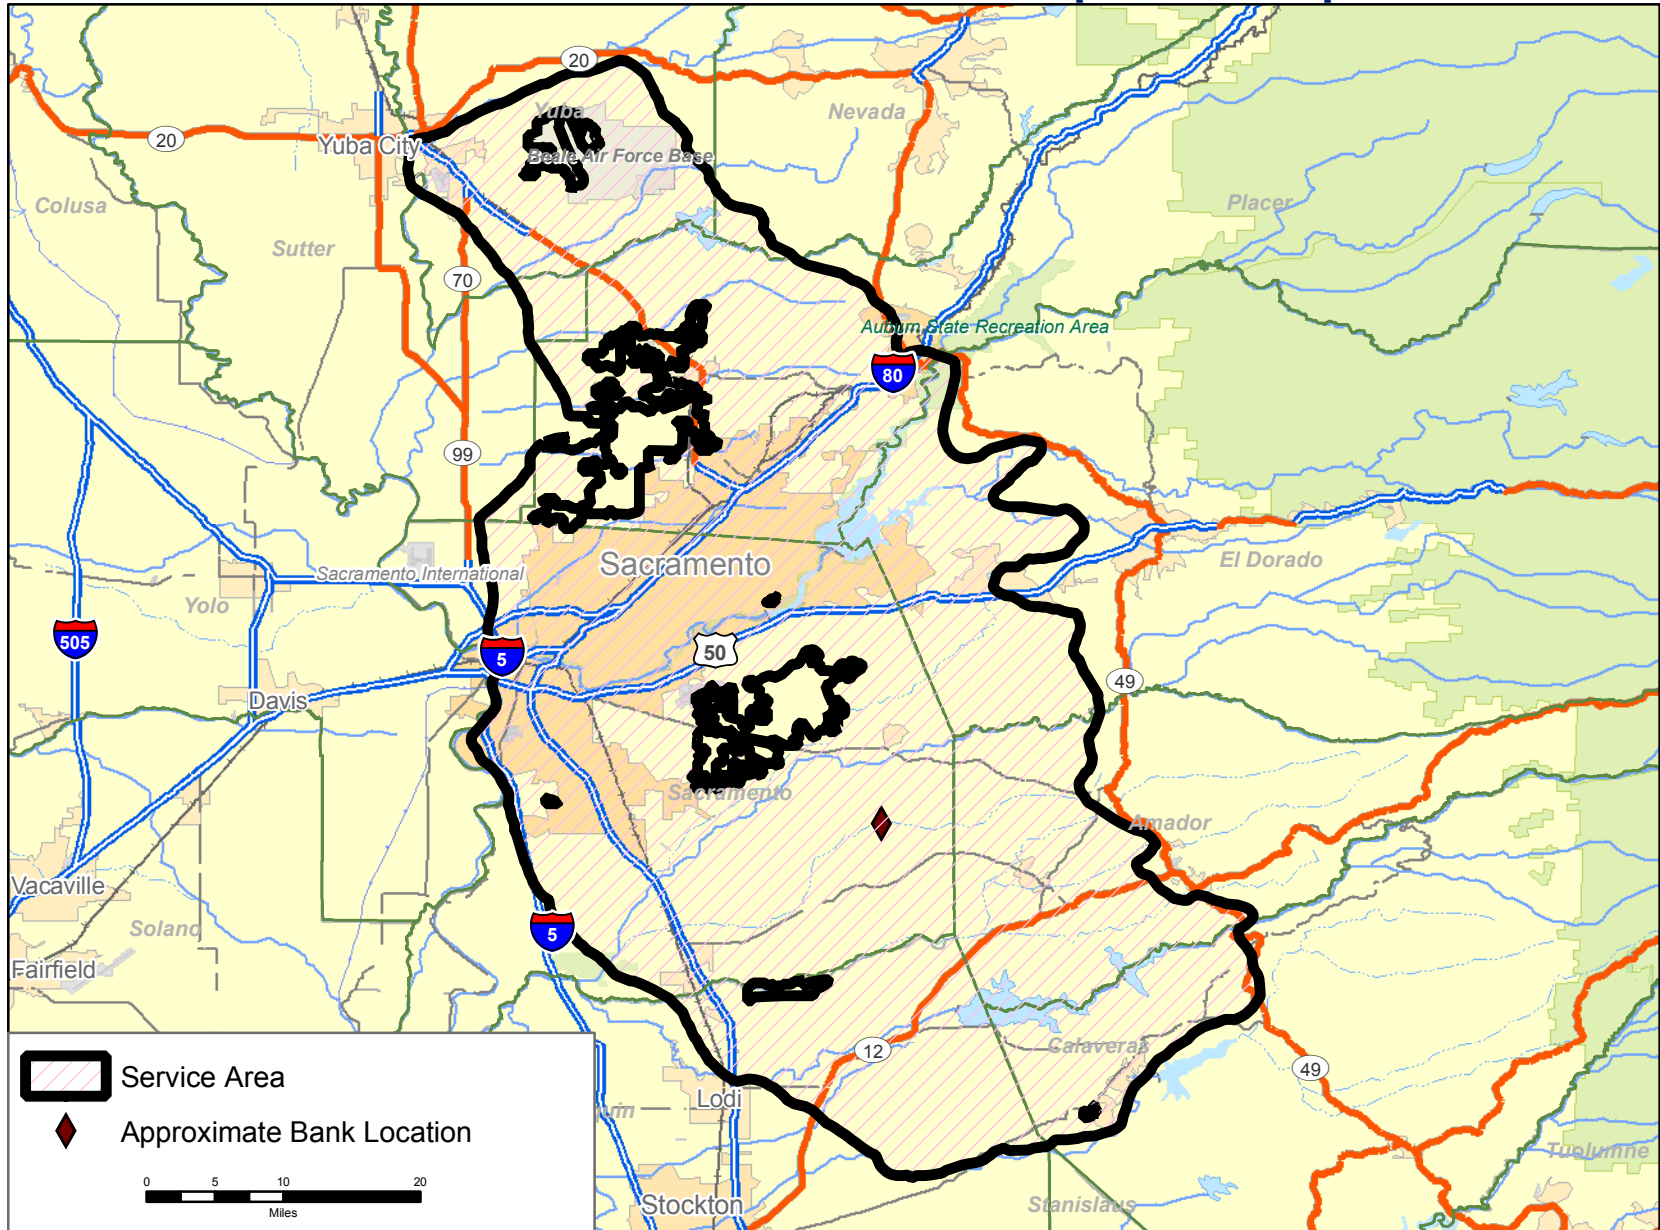 20
Yuba
Nevada
20
Yuba City
Beale Air Force Base
Colusa
Placer
Sutter
70
Auburn State Recreation Area
80
99
Sacramento
El Dorado
Sacramento International
Yolo
505
5
50
49
Davis
Sacramento
Amador
Vacaville
Solano
5
Fairfield
12
Calaveras
49
Service Area
Lodi
Approximate Bank Location
Tuolumne
0 5 10 20
Miles
Stockton
Stanislaus